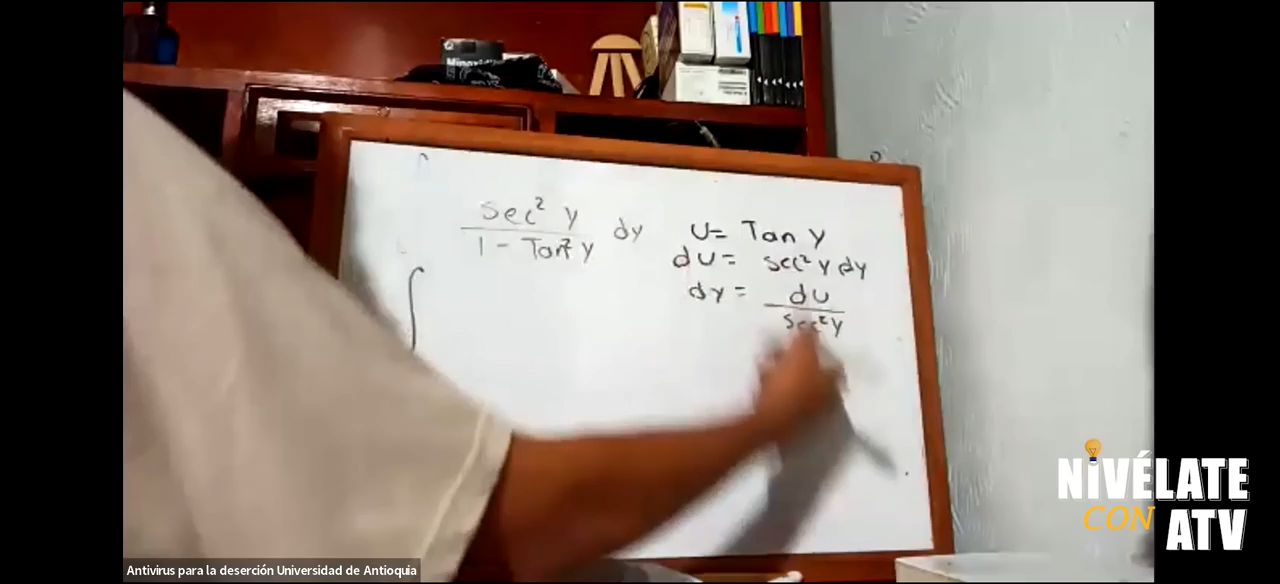 Minoxidil
sec² y
1 - Tan² y
dy
∫
U= Tan y
dU= sec² y dy
dy = dU
sec² y
NIVÉLATE
CON
ATV
Antivirus para la deserción Universidad de Antioquia